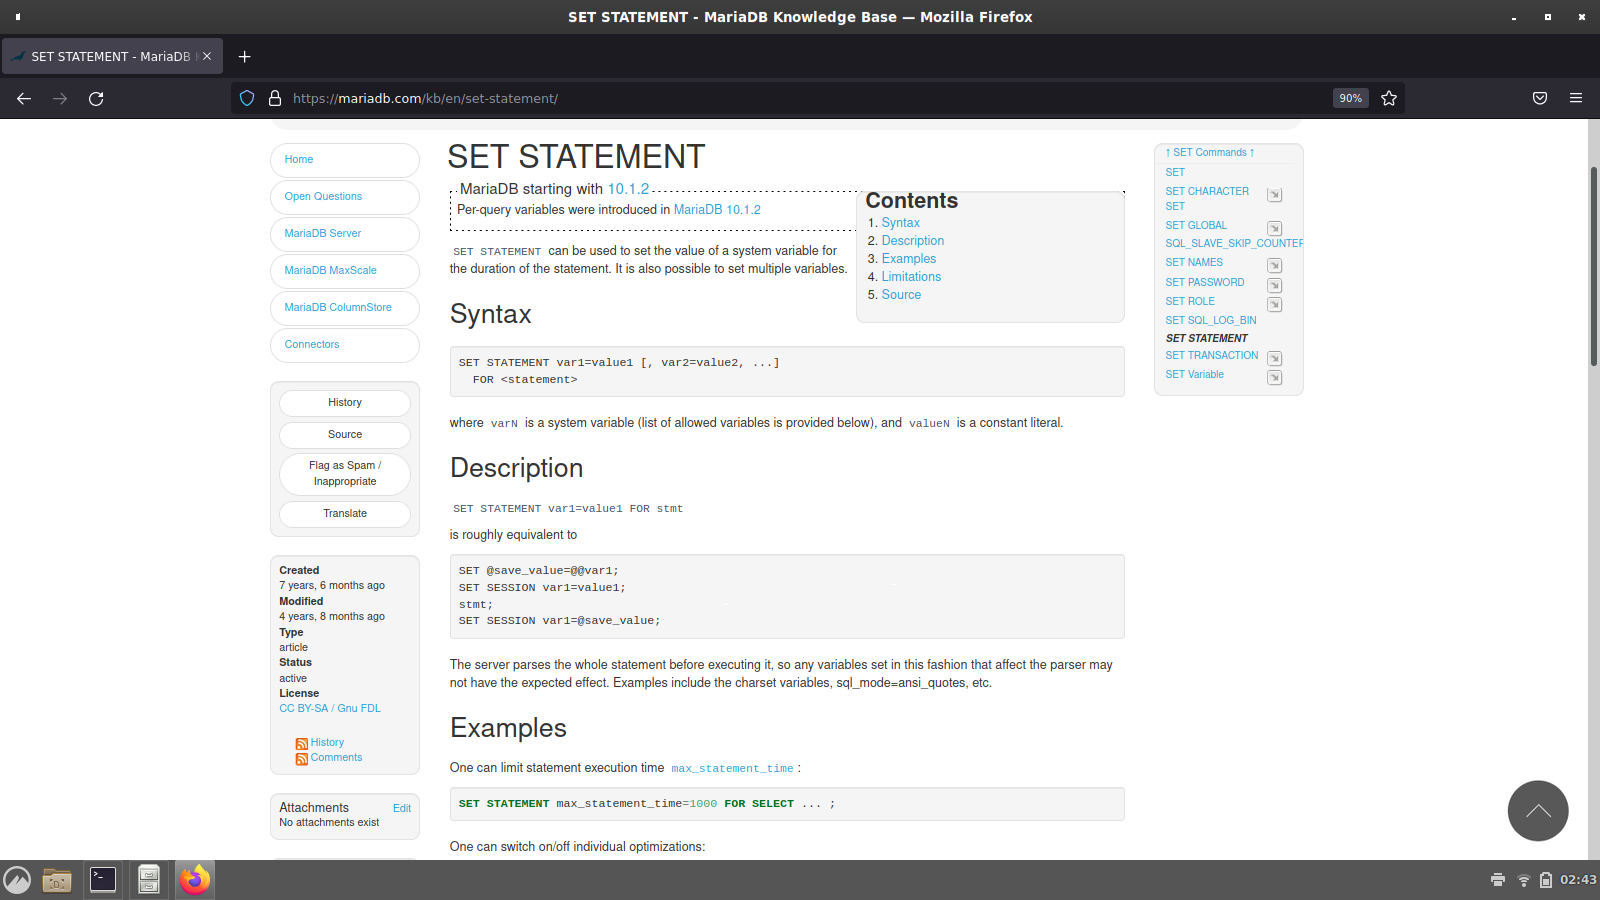 SET STATEMENT - MariaDB Knowledge Base — Mozilla Firefox
SET STATEMENT - MariaDB
https://mariadb.com/kb/en/set-statement/
90%
Home
Open Questions
MariaDB Server
MariaDB MaxScale
MariaDB ColumnStore
Connectors
History
Source
Flag as Spam /
Inappropriate
Translate
Created
7 years, 6 months ago
Modified
4 years, 8 months ago
Type
article
Status
active
License
CC BY-SA / Gnu FDL
History
Comments
Attachments Edit
No attachments exist
SET STATEMENT
MariaDB starting with 10.1.2
Per-query variables were introduced in MariaDB 10.1.2
SET STATEMENT can be used to set the value of a system variable for
the duration of the statement. It is also possible to set multiple variables.
Contents
1. Syntax
2. Description
3. Examples
4. Limitations
5. Source
Syntax
SET STATEMENT var1=value1 [, var2=value2, ...]
FOR <statement>
where varN is a system variable (list of allowed variables is provided below), and valueN is a constant literal.
Description
SET STATEMENT var1=value1 FOR stmt
is roughly equivalent to
SET @save_value=@@var1;
SET SESSION var1=value1;
stmt;
SET SESSION var1=@save_value;
The server parses the whole statement before executing it, so any variables set in this fashion that affect the parser may
not have the expected effect. Examples include the charset variables, sql_mode=ansi_quotes, etc.
Examples
One can limit statement execution time max_statement_time :
SET STATEMENT max_statement_time=1000 FOR SELECT ... ;
One can switch on/off individual optimizations:
↑ SET Commands ↑
SET
SET CHARACTER
SET
SET GLOBAL
SQL_SLAVE_SKIP_COUNTER
SET NAMES
SET PASSWORD
SET ROLE
SET SQL_LOG_BIN
SET STATEMENT
SET TRANSACTION
SET Variable
02:43